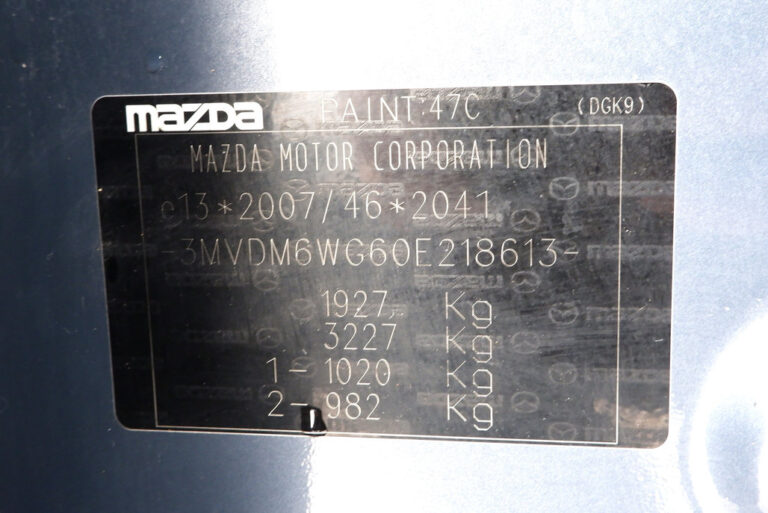 mazda PAINT:47C (DGK9)
MAZDA MOTOR CORPORATION
e13*2007/46*2041
-3MVDM6WG60E218613-
1927 Kg
3227 Kg
1-1020 Kg
2-982 Kg